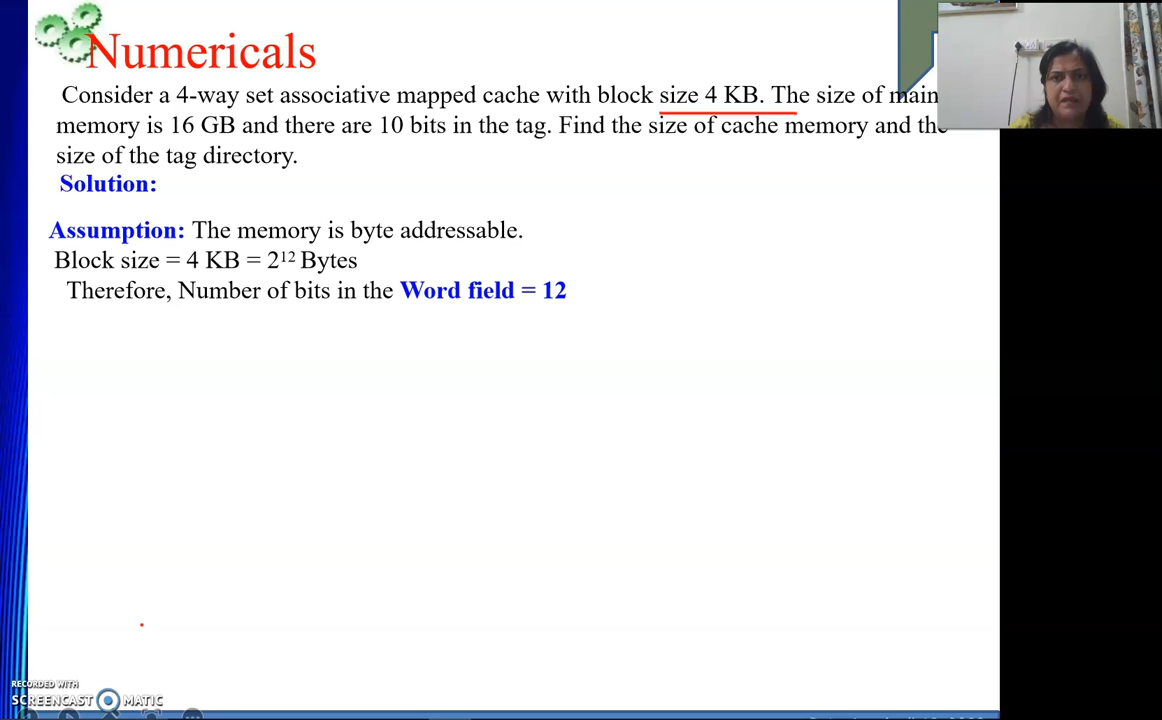 Numericals
Consider a 4-way set associative mapped cache with block size 4 KB. The size of main
memory is 16 GB and there are 10 bits in the tag. Find the size of cache memory and the
size of the tag directory.
Solution:
Assumption: The memory is byte addressable.
Block size = 4 KB = 2¹² Bytes
Therefore, Number of bits in the Word field = 12
RECORDED WITH
SCREENCAST MATIC